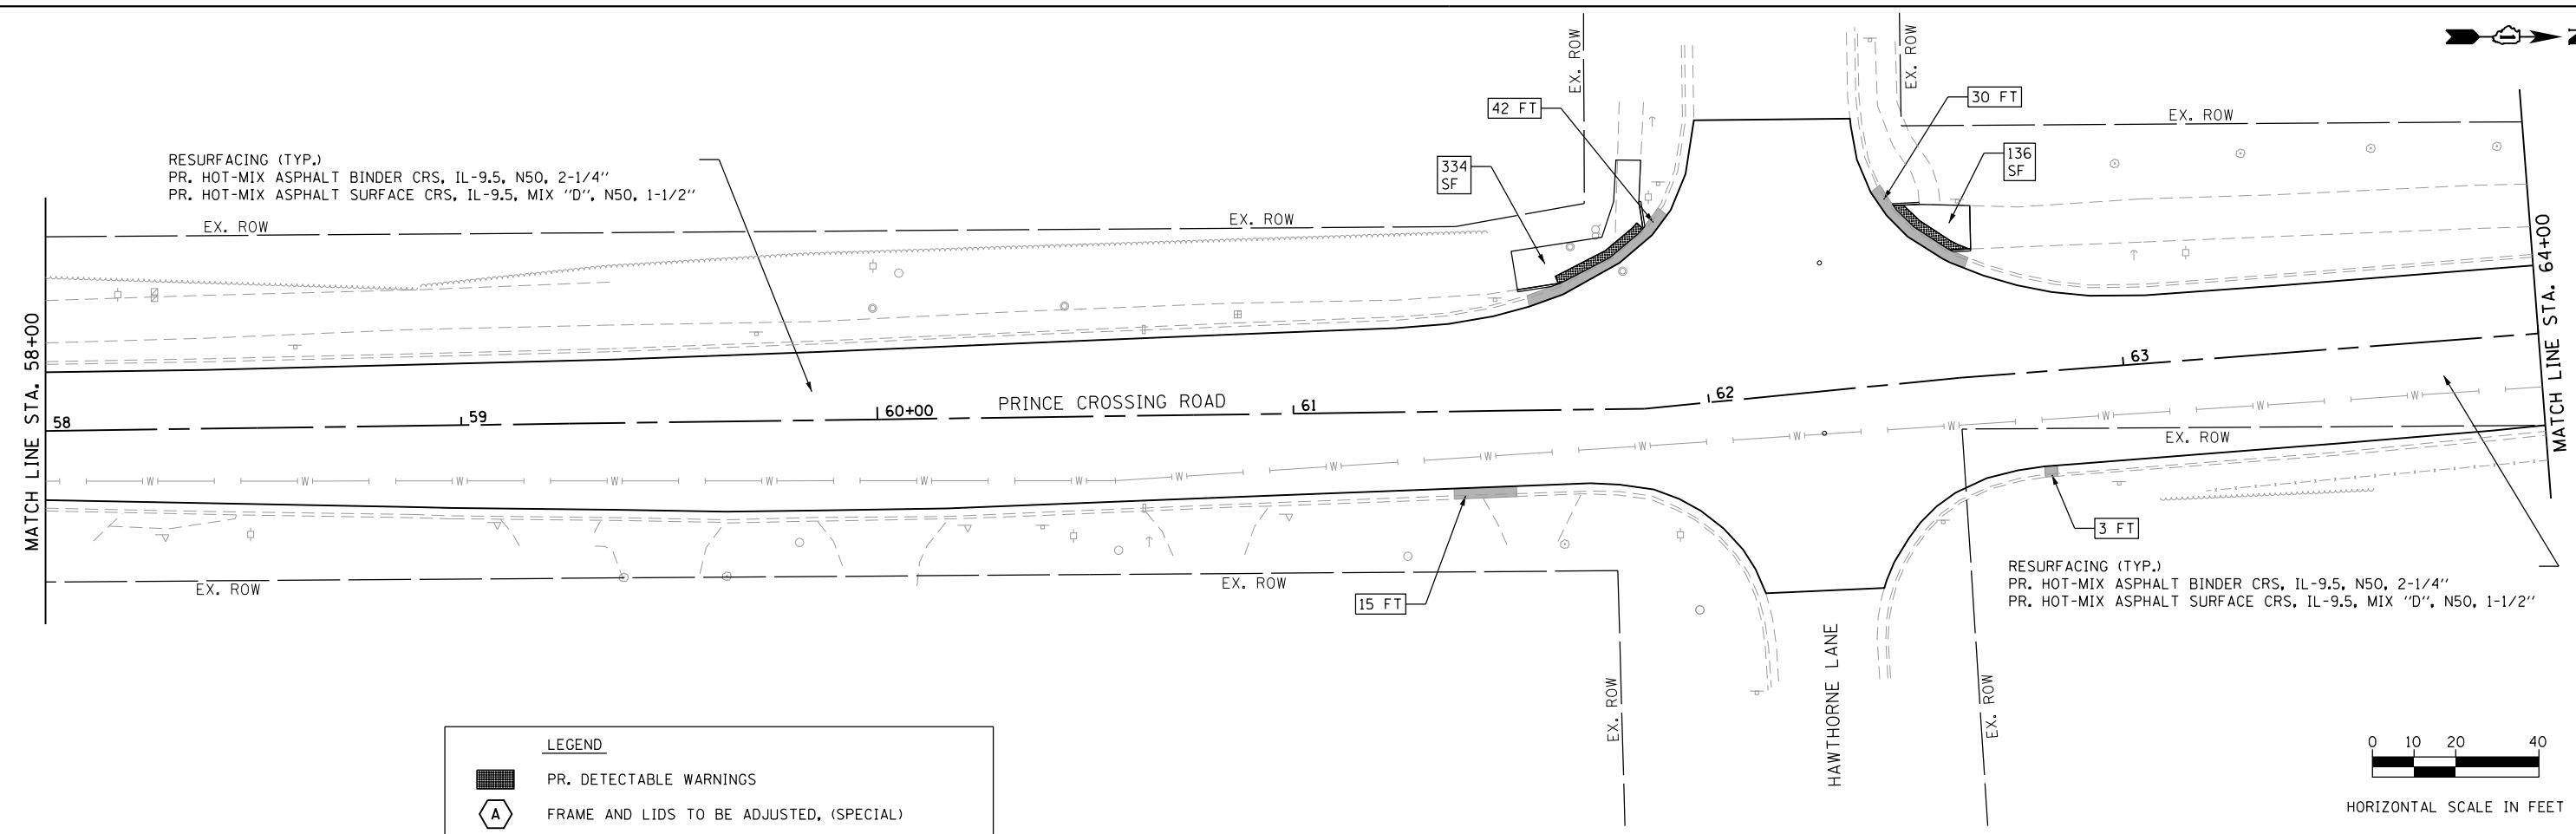 N
EX. ROW
EX. ROW
42 FT
30 FT
EX. ROW
334
SF
136
SF
RESURFACING (TYP.)
PR. HOT-MIX ASPHALT BINDER CRS, IL-9.5, N50, 2-1/4"
PR. HOT-MIX ASPHALT SURFACE CRS, IL-9.5, MIX "D", N50, 1-1/2"
EX. ROW
EX. ROW
MATCH LINE STA. 58+00
MATCH LINE STA. 64+00
58
59
60+00
PRINCE CROSSING ROAD
61
62
63
W W W W W W W W W W W W W W W
EX. ROW
3 FT
15 FT
EX. ROW
EX. ROW
RESURFACING (TYP.)
PR. HOT-MIX ASPHALT BINDER CRS, IL-9.5, N50, 2-1/4"
PR. HOT-MIX ASPHALT SURFACE CRS, IL-9.5, MIX "D", N50, 1-1/2"
EX. ROW
HAWTHORNE LANE
EX. ROW
LEGEND
PR. DETECTABLE WARNINGS
A FRAME AND LIDS TO BE ADJUSTED, (SPECIAL)
0 10 20 40
HORIZONTAL SCALE IN FEET